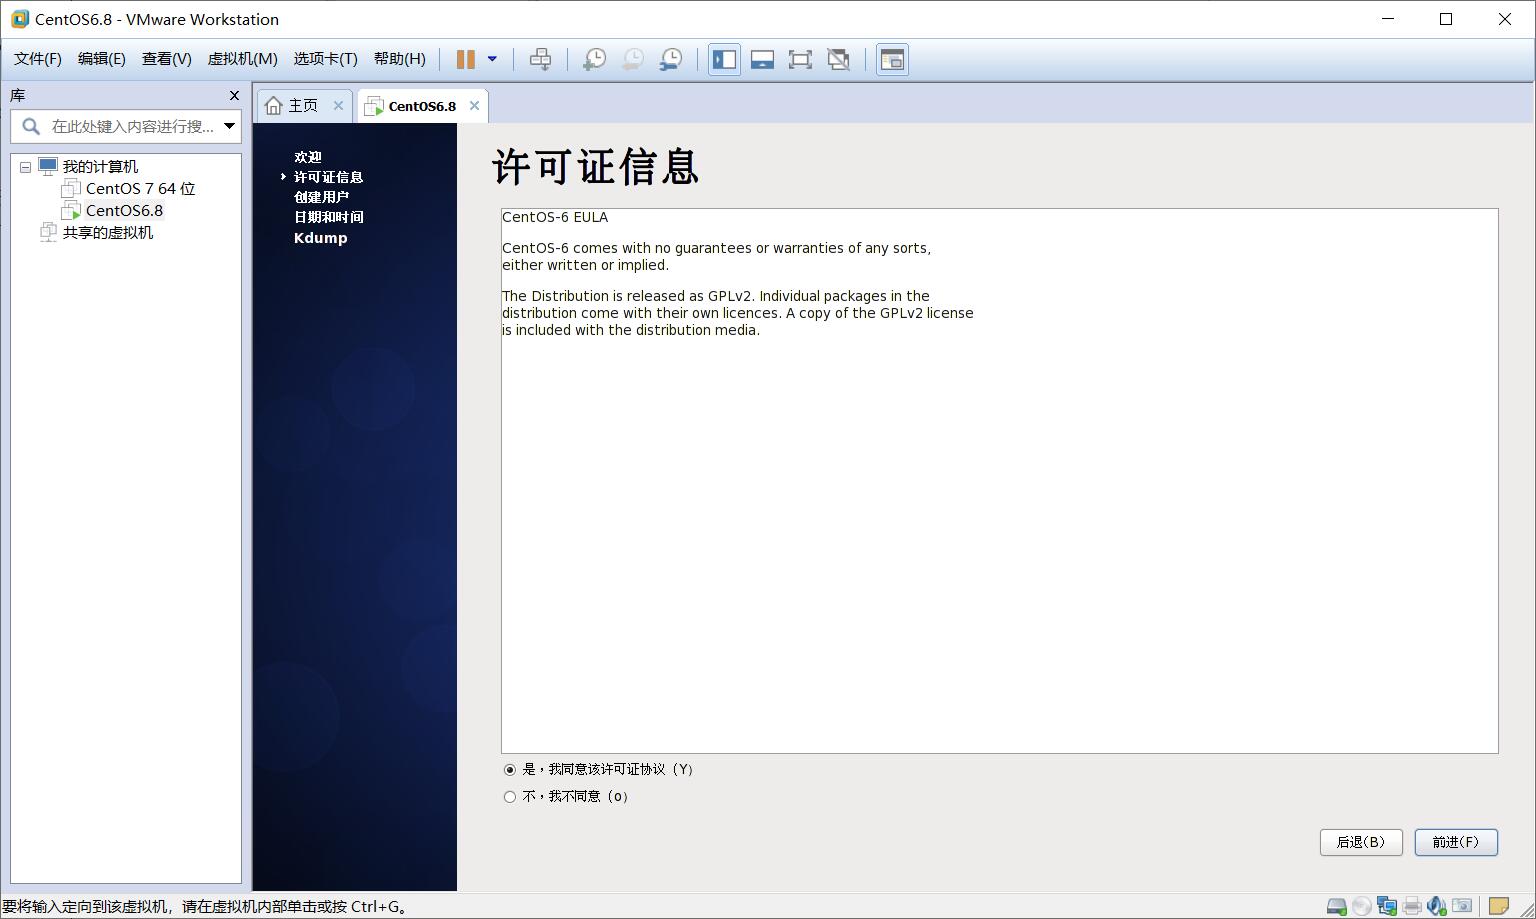 CentOS6.8 - VMware Workstation
文件(F) 编辑(E) 查看(V) 虚拟机(M) 选项卡(T) 帮助(H)
库
在此处键入内容进行搜...
我的计算机
CentOS 7 64 位
CentOS6.8
共享的虚拟机
主页
CentOS6.8
欢迎
许可证信息
创建用户
日期和时间
Kdump
许可证信息
CentOS-6 EULA
CentOS-6 comes with no guarantees or warranties of any sorts,
either written or implied.
The Distribution is released as GPLv2. Individual packages in the
distribution come with their own licences. A copy of the GPLv2 license
is included with the distribution media.
是，我同意该许可证协议（Y）
不，我不同意（o）
后退(B)
前进(F)
要将输入定向到该虚拟机，请在虚拟机内部单击或按 Ctrl+G。